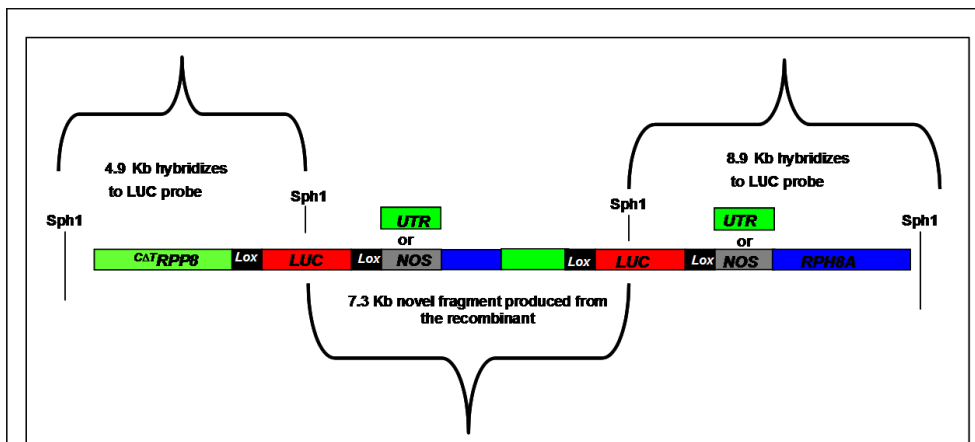 4.9 Kb hybridizes
to LUC probe
8.9 Kb hybridizes
to LUC probe
Sph1
Sph1
Sph1
Sph1
UTR
or
UTR
or
CΔTRPP8
Lox
LUC
Lox
NOS
Lox
LUC
Lox
NOS
RPH8A
7.3 Kb novel fragment produced from
the recombinant